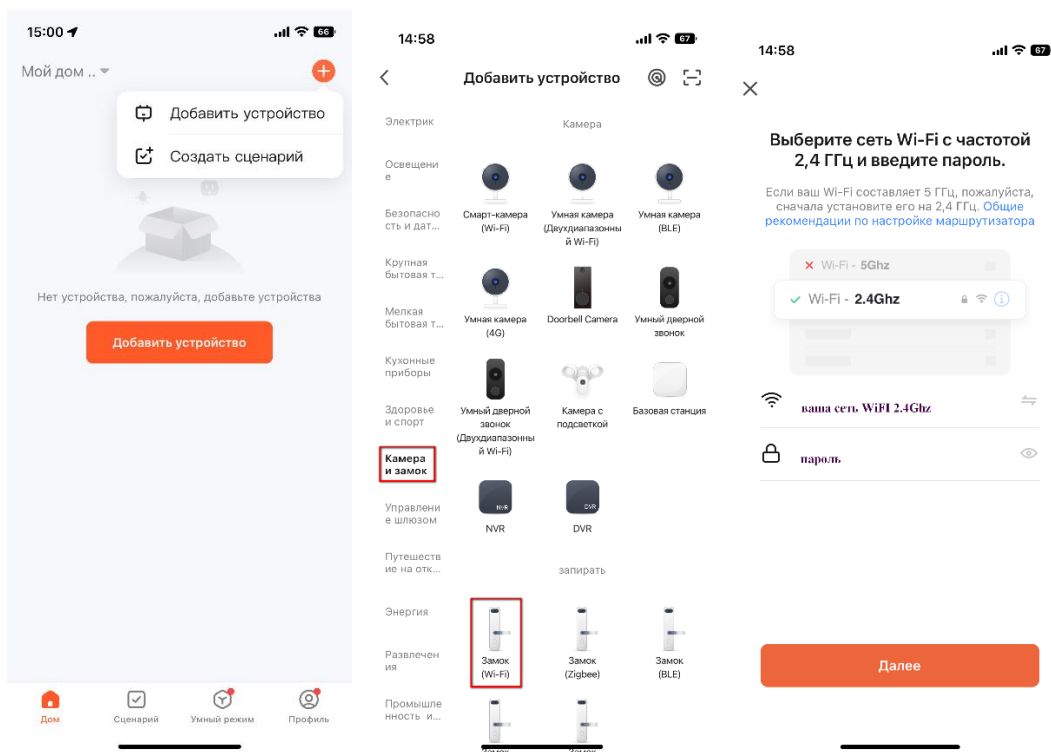 15:00
66
Мой дом ..
Добавить устройство
Создать сценарий
Нет устройства, пожалуйста, добавьте устройства
Добавить устройство
Дом
Сценарий
Умный режим
Профиль
14:58
67
Добавить устройство
Электрик
Освещени
е
Безопасно
сть и дат...
Крупная
бытовая т...
Мелкая
бытовая т...
Кухонные
приборы
Здоровье
и спорт
Камера
и замок
Управлени
е шлюзом
Путешеств
ие на отк...
Энергия
Развлечен
ия
Промышле
нность и...
Камера
Смарт-камера
(Wi-Fi)
Умная камера
(Двухдиапазонны
й Wi-Fi)
Умная камера
(BLE)
Умная камера
(4G)
Doorbell Camera
Умный дверной
звонок
Умный дверной
звонок
(Двухдиапазонны
й Wi-Fi)
Камера с
подсветкой
Базовая станция
NVR
NVR
DVR
DVR
запирать
Замок
(Wi-Fi)
Замок
(Zigbee)
Замок
(BLE)
Замок
Замок
14:58
67
Выберите сеть Wi-Fi с частотой
2,4 ГГц и введите пароль.
Если ваш Wi-Fi составляет 5 ГГц, пожалуйста,
сначала установите его на 2,4 ГГц. Общие
рекомендации по настройке маршрутизатора
Wi-Fi - 5Ghz
Wi-Fi - 2.4Ghz
ваша сеть WiFI 2.4Ghz
пароль
Далее